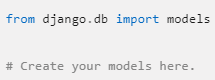 from django.db import models
# Create your models here.